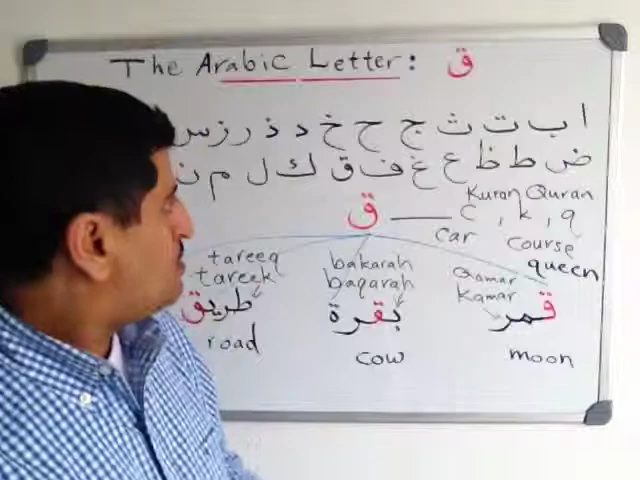 The Arabic Letter: ق
ا ب ت ث ج ح خ د ذ ر ز س
ض ط ظ ع غ ف ق ك ل م ن
Kuran Quran
ق — C , k , q
car course queen
tareeq
tareek
طريق
road
bakarah
baqarah
بقرة
cow
Qamar
Kamar
قمر
moon